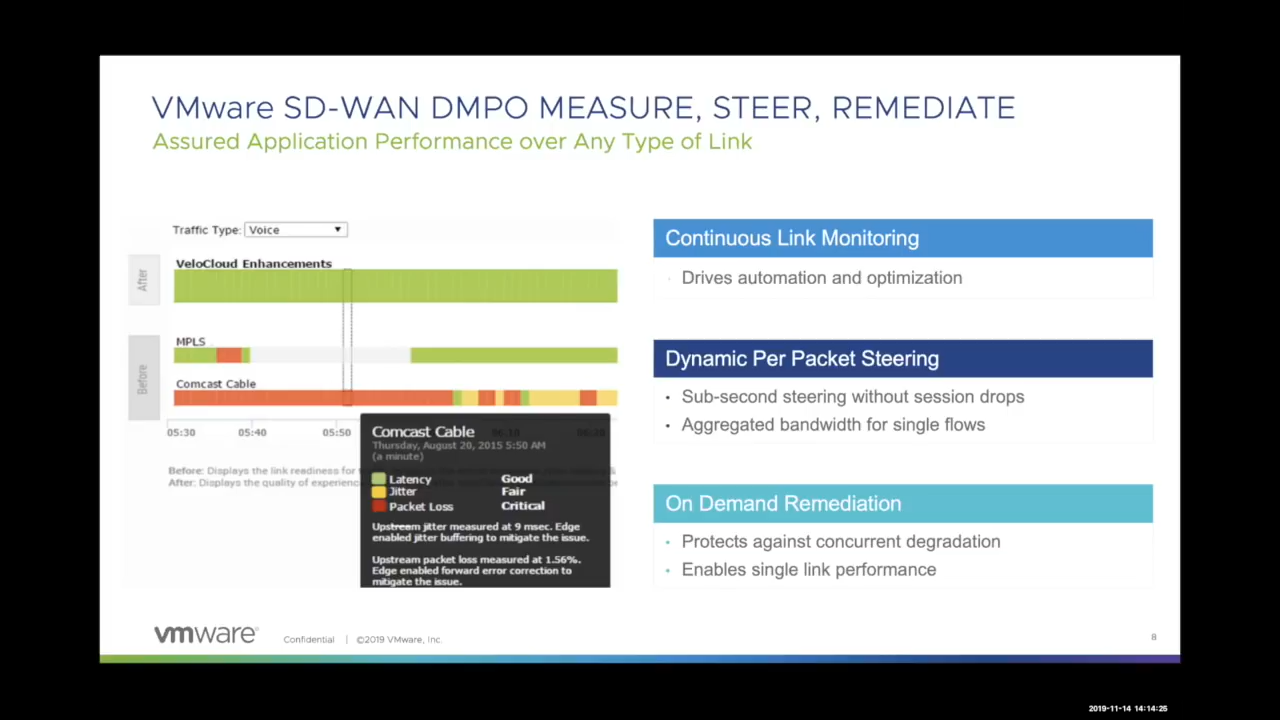 VMware SD-WAN DMPO MEASURE, STEER, REMEDIATE
Assured Application Performance over Any Type of Link
Traffic Type: Voice
After
VeloCloud Enhancements
Before
MPLS
Comcast Cable
05:30 05:40 05:50 06:10 06:20
Before: Displays the link readiness for
After: Displays the quality of experience
Comcast Cable
Thursday, August 20, 2015 5:50 AM
(a minute)
Latency Good
Jitter Fair
Packet Loss Critical
Upstream jitter measured at 9 msec. Edge
enabled jitter buffering to mitigate the issue.
Upstream packet loss measured at 1.56%.
Edge enabled forward error correction to
mitigate the issue.
Continuous Link Monitoring
Drives automation and optimization
Dynamic Per Packet Steering
• Sub-second steering without session drops
• Aggregated bandwidth for single flows
On Demand Remediation
• Protects against concurrent degradation
• Enables single link performance
vmware® Confidential | ©2019 VMware, Inc. 8
2019-11-14 14:14:25